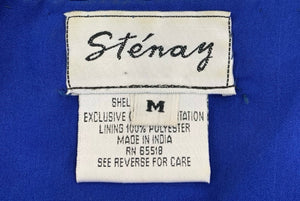 Sténay
M
SHEL
EXCLUSIVE TATION
LINING 100% POLYESTER
MADE IN INDIA
RN 65518
SEE REVERSE FOR CARE